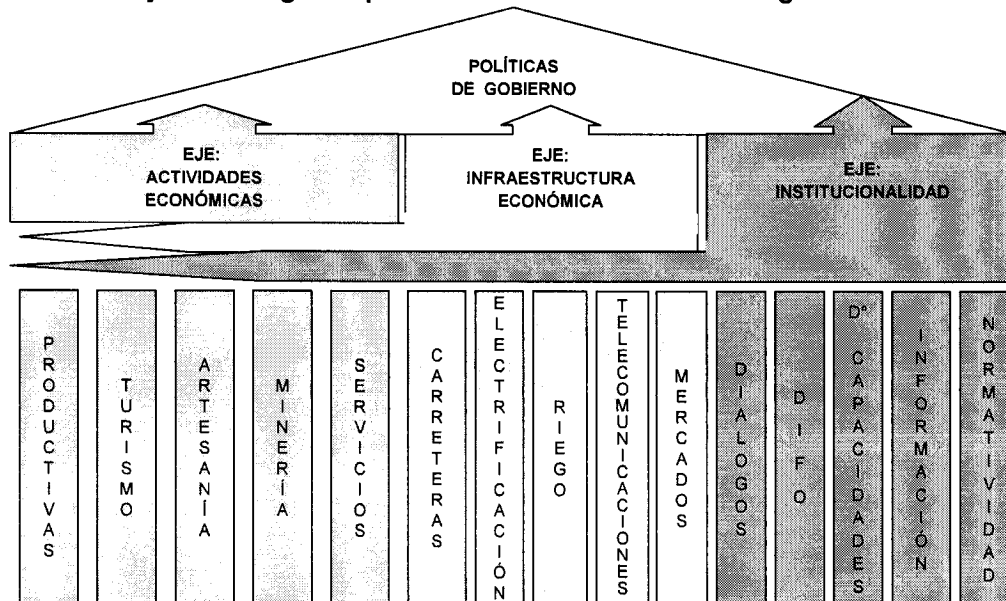 POLÍTICAS
DE GOBIERNO
EJE:
ACTIVIDADES
ECONÓMICAS
EJE:
INFRAESTRUCTURA
ECONÓMICA
EJE:
INSTITUCIONALIDAD
PRODUCTIVAS
TURISMO
ARTESANÍA
MINERÍA
SERVICIOS
CARRETERAS
ELECTRIFICACIÓN
RIEGO
TELECOMUNICACIONES
MERCADOS
DIALOGOS
DIFO
D° CAPACIDADES
INFORMACIÓN
NORMATIVIDAD